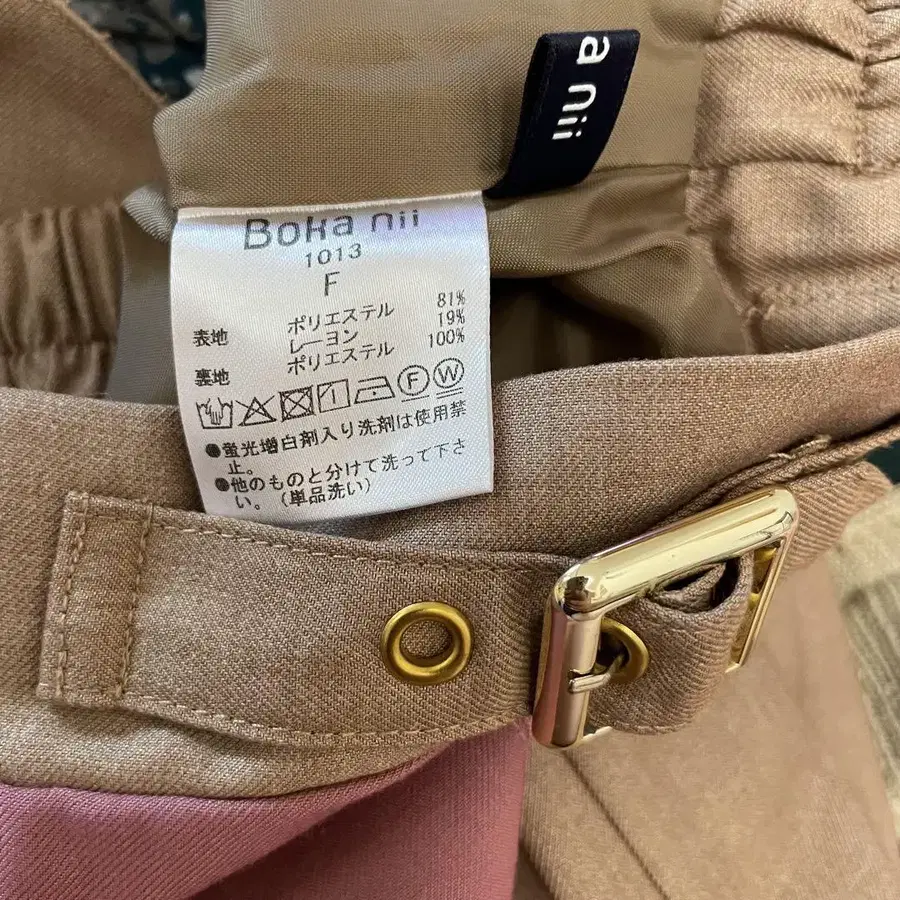 a nii
Boka nii
1013
F
表地 ポリエステル 81%
レーヨン 19%
裏地 ポリエステル 100%
F W
●蛍光増白剤入り洗剤は使用禁
止。
●他のものと分けて洗って下さ
い。(単品洗い)